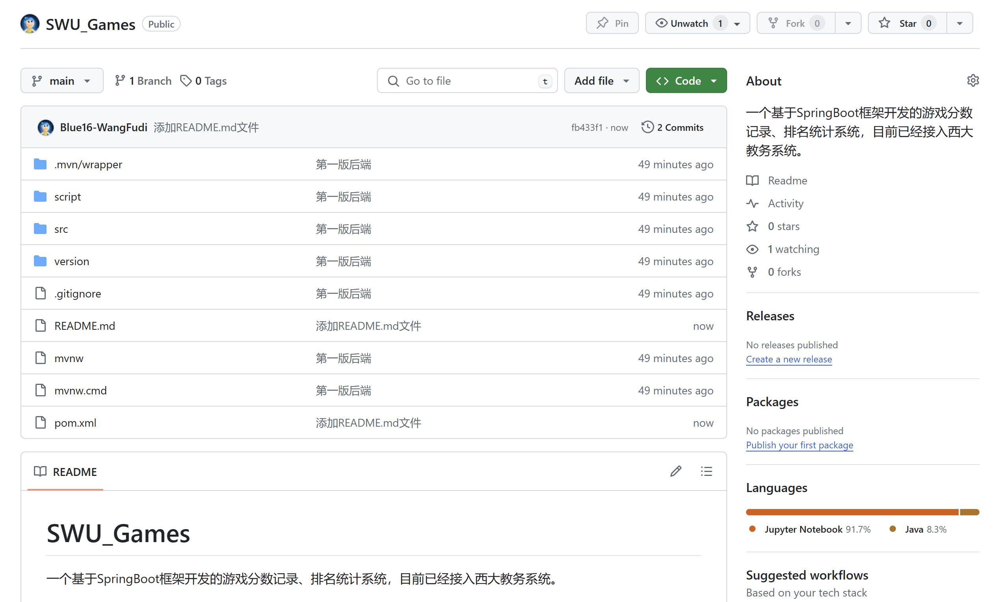 SWU_Games Public
Pin Unwatch 1 Fork 0 Star 0
main 1 Branch 0 Tags Go to file t Add file Code
Blue16-WangFudi 添加README.md文件 fb433f1 · now 2 Commits
.mvn/wrapper 第一版后端 49 minutes ago
script 第一版后端 49 minutes ago
src 第一版后端 49 minutes ago
version 第一版后端 49 minutes ago
.gitignore 第一版后端 49 minutes ago
README.md 添加README.md文件 now
mvnw 第一版后端 49 minutes ago
mvnw.cmd 第一版后端 49 minutes ago
pom.xml 添加README.md文件 now
README
SWU_Games
一个基于SpringBoot框架开发的游戏分数记录、排名统计系统，目前已经接入西大教务系统。
About
一个基于SpringBoot框架开发的游戏分数
记录、排名统计系统，目前已经接入西大
教务系统。
Readme
Activity
0 stars
1 watching
0 forks
Releases
No releases published
Create a new release
Packages
No packages published
Publish your first package
Languages
Jupyter Notebook 91.7% Java 8.3%
Suggested workflows
Based on your tech stack